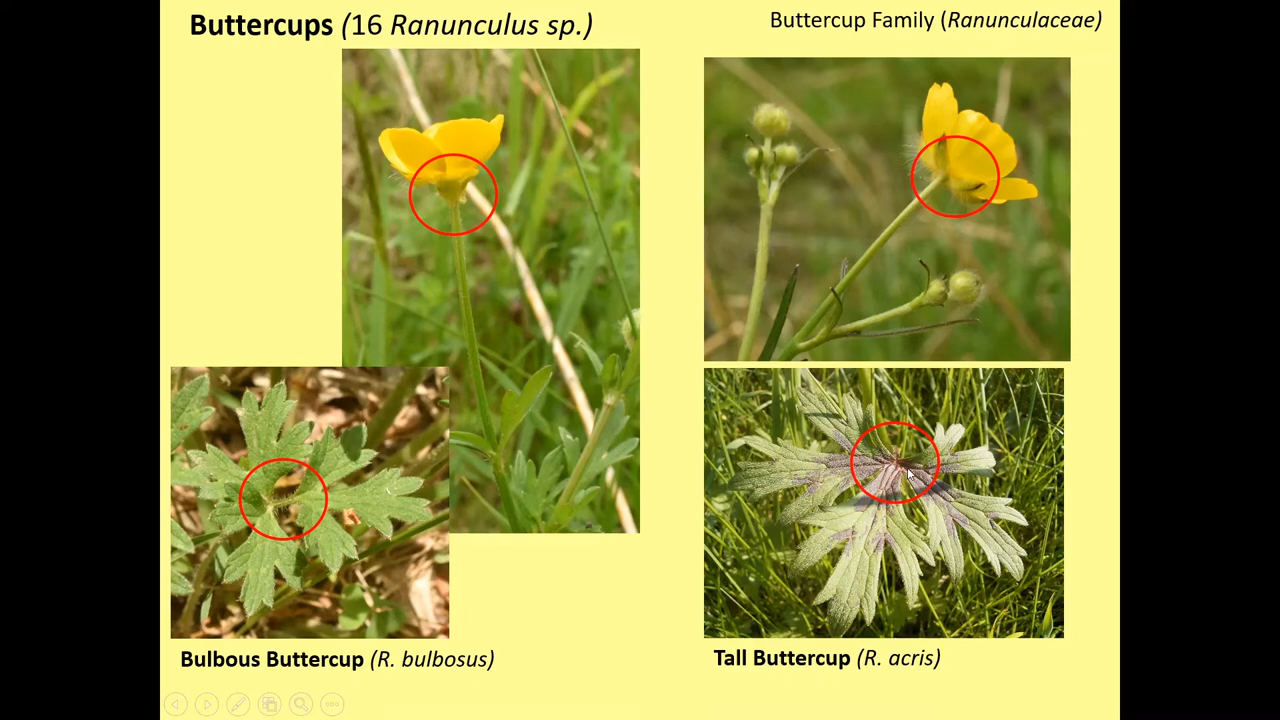 Buttercups (16 Ranunculus sp.)
Buttercup Family (Ranunculaceae)
Bulbous Buttercup (R. bulbosus)
Tall Buttercup (R. acris)